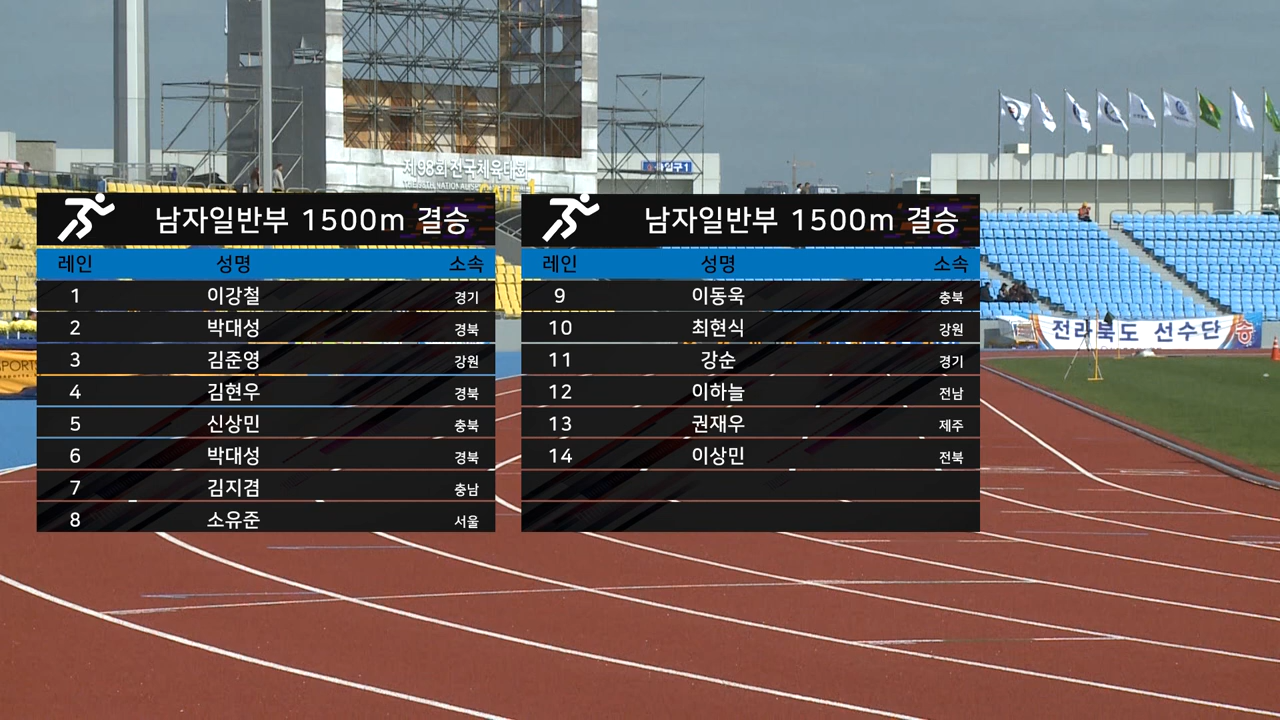 제98회 전국체육대회
입구1
남자일반부 1500m 결승
레인 성명 소속
1 이강철 경기
2 박대성 경북
3 김준영 강원
4 김현우 경북
5 신상민 충북
6 박대성 경북
7 김지겸 충남
8 소유준 서울
남자일반부 1500m 결승
레인 성명 소속
9 이동욱 충북
10 최현식 강원
11 강순 경기
12 이하늘 전남
13 권재우 제주
14 이상민 전북
전라북도 선수단